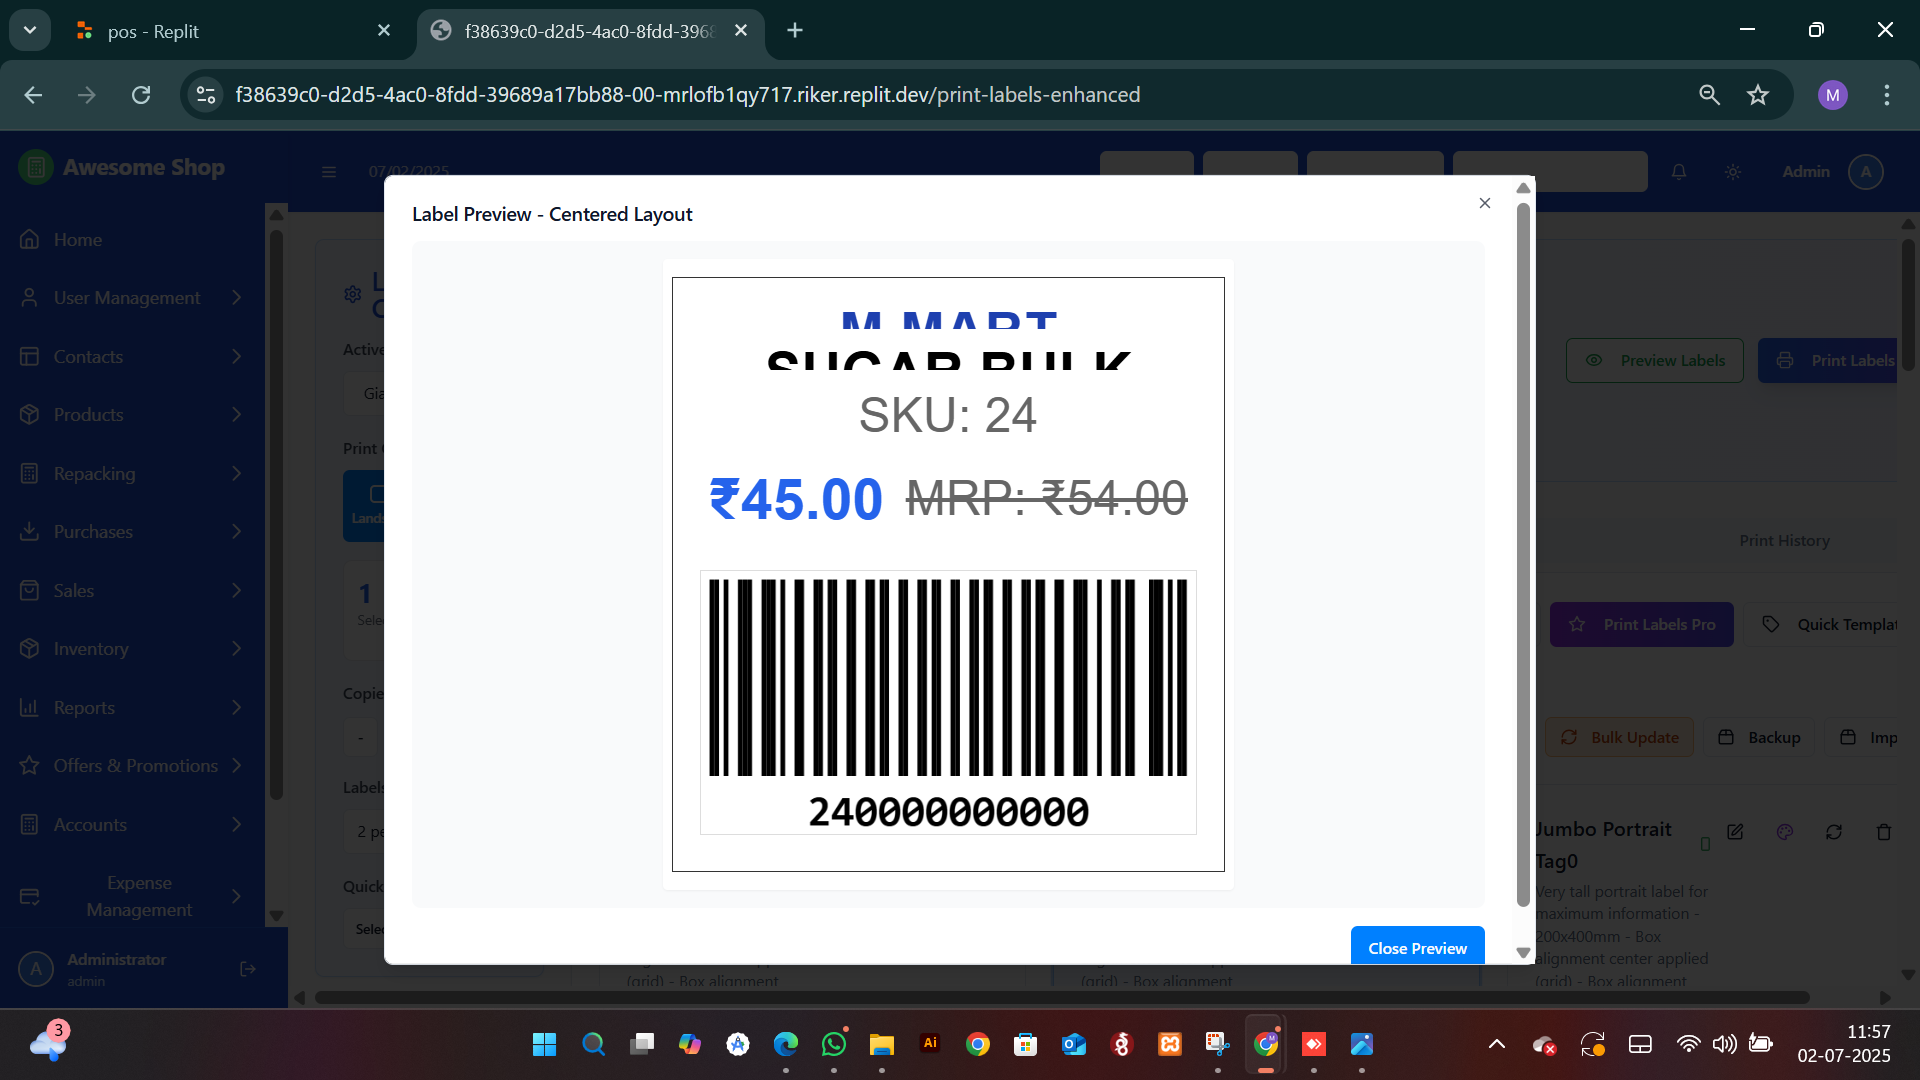 pos - Replit
f38639c0-d2d5-4ac0-8fdd-3968
f38639c0-d2d5-4ac0-8fdd-39689a17bb88-00-mrlofb1qy717.riker.replit.dev/print-labels-enhanced
M
Awesome Shop
07/02/2025
Admin
A
Home
User Management
Contacts
Products
Repacking
Purchases
Sales
Inventory
Reports
Offers & Promotions
Accounts
Expense
Management
A
Administrator
admin
Active
Gia
Print
Lands
1
Sele
Copie
-
Labels
2 pe
Quick
Selec
Label Preview - Centered Layout
M MART
SUGAR BULK
SKU: 24
₹45.00 MRP: ₹54.00
240000000000
Close Preview
Preview Labels
Print Labels
Print History
Print Labels Pro
Quick Templat
Bulk Update
Backup
Imp
Jumbo Portrait
Tag0
Very tall portrait label for
maximum information -
200x400mm - Box
alignment center applied
(grid) - Box alignment
(grid) - Box alignment
(grid) - Box alignment
3
Ai
11:57
02-07-2025